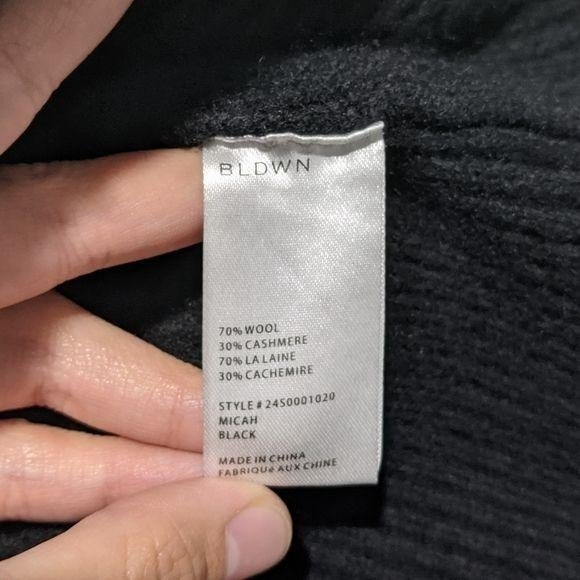 BLDWN
70% WOOL
30% CASHMERE
70% LA LAINE
30% CACHEMIRE
STYLE # 24S0001020
MICAH
BLACK
MADE IN CHINA
FABRIQUé AUX CHINE